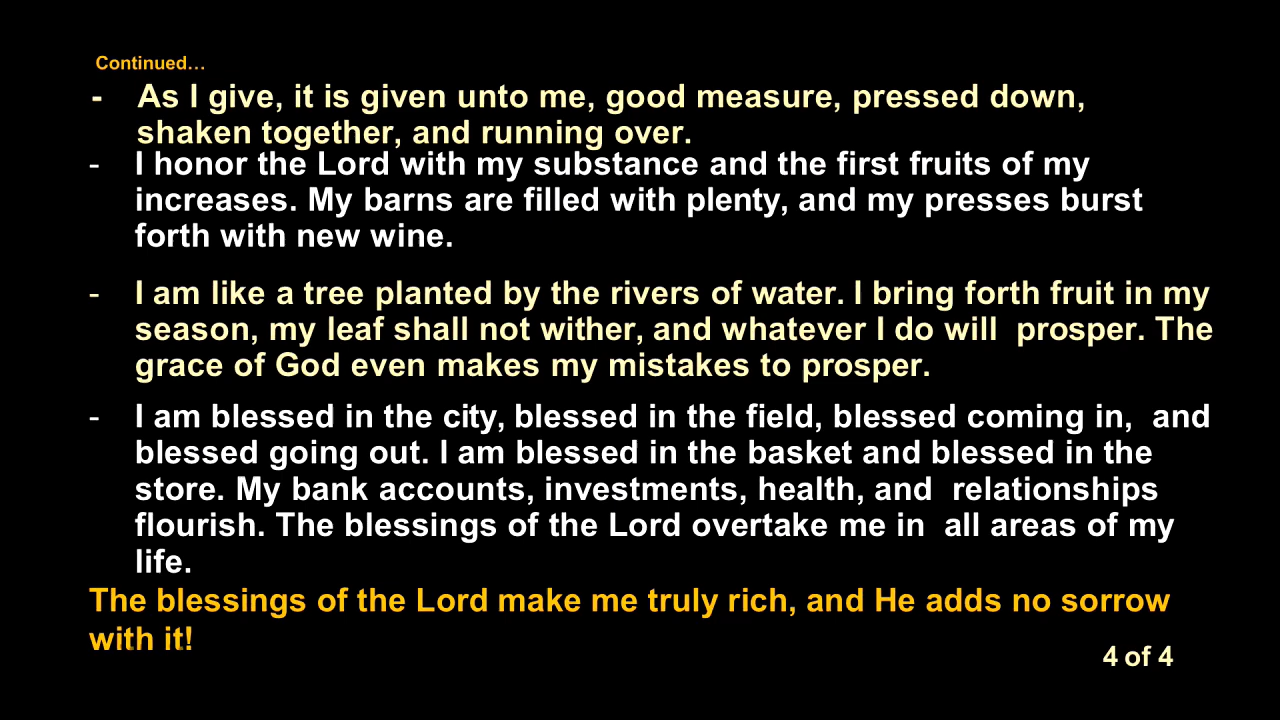 Continued…
- As I give, it is given unto me, good measure, pressed down,
shaken together, and running over.
- I honor the Lord with my substance and the first fruits of my
increases. My barns are filled with plenty, and my presses burst
forth with new wine.
- I am like a tree planted by the rivers of water. I bring forth fruit in my
season, my leaf shall not wither, and whatever I do will  prosper. The
grace of God even makes my mistakes to prosper.
- I am blessed in the city, blessed in the field, blessed coming in,  and
blessed going out. I am blessed in the basket and blessed in the
store. My bank accounts, investments, health, and  relationships
flourish. The blessings of the Lord overtake me in  all areas of my
life.
The blessings of the Lord make me truly rich, and He adds no sorrow
with it!
4 of 4